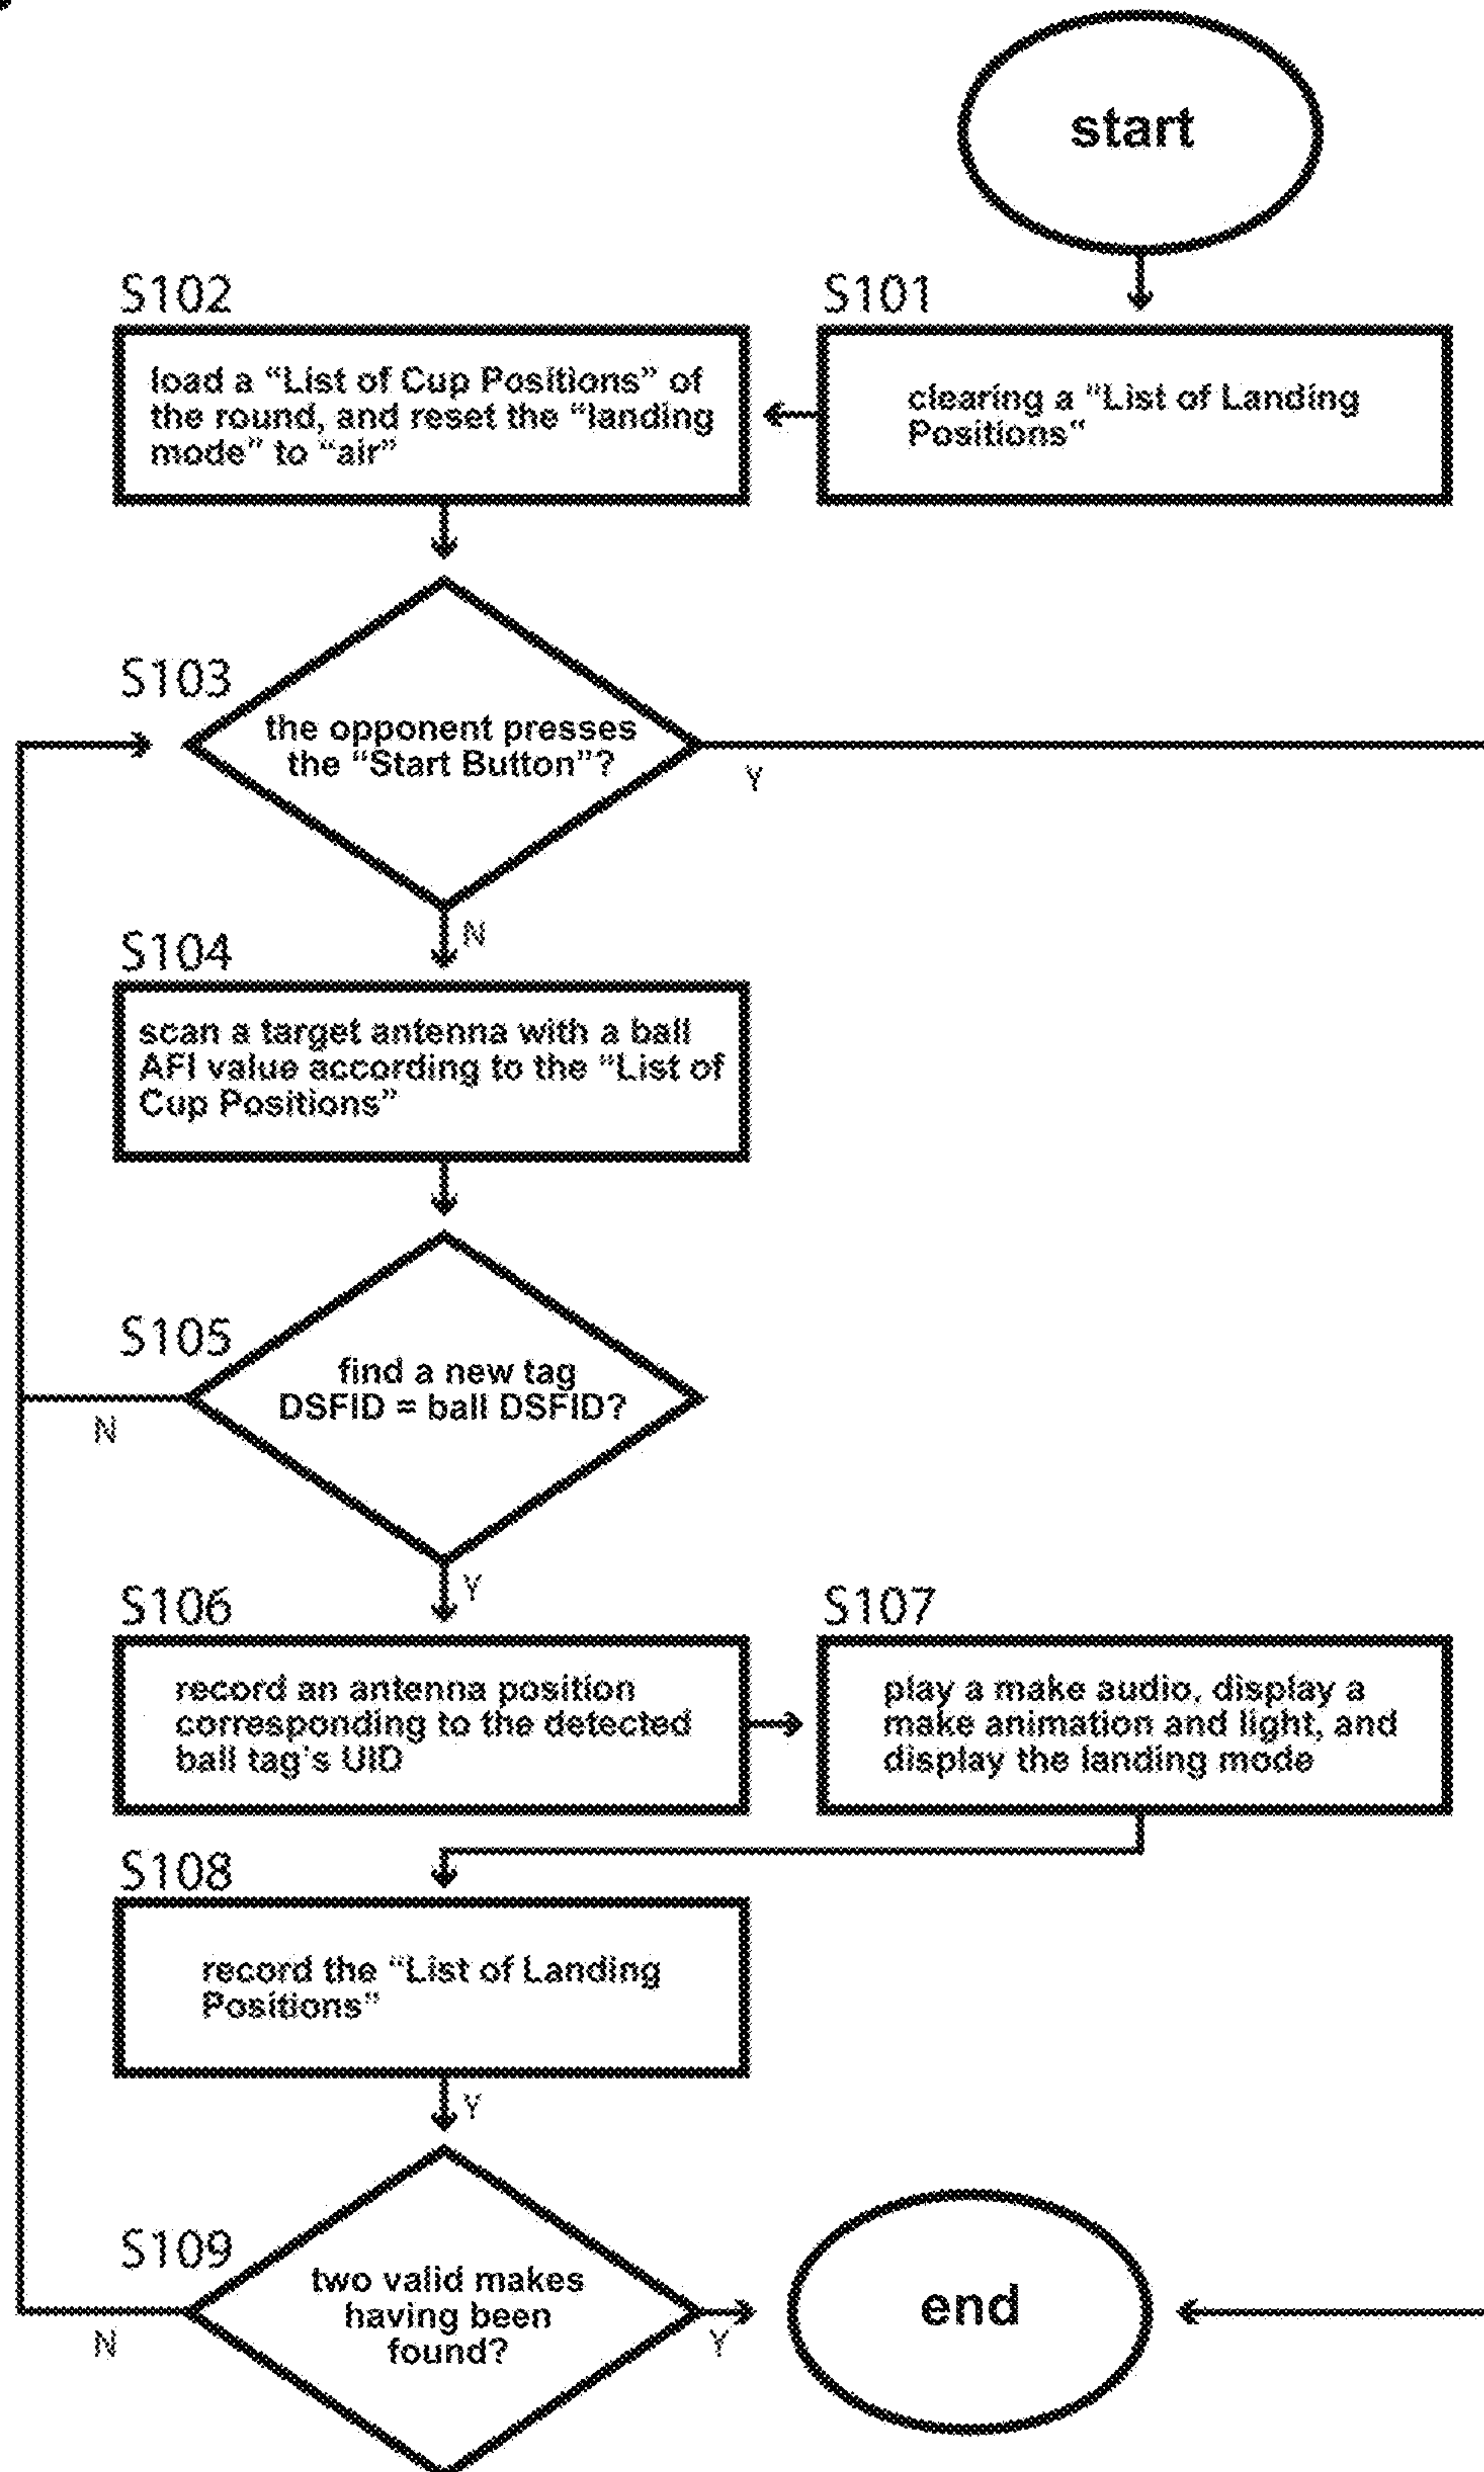 start
S101
clearing a “List of Landing
Positions“
S102
load a “List of Cup Positions” of
the round, and reset the “landing
mode” to “air”
S103
the opponent presses
the “Start Button”?
Y
N
S104
scan a target antenna with a ball
AFI value according to the “List of
Cup Positions”
S105
find a new tag
DSFID = ball DSFID?
N
Y
S106
record an antenna position
corresponding to the detected
ball tag’s UID
S107
play a make audio, display a
make animation and light, and
display the landing mode
S108
record the “List of Landing
Positions”
Y
S109
two valid makes
having been
found?
N
Y
end